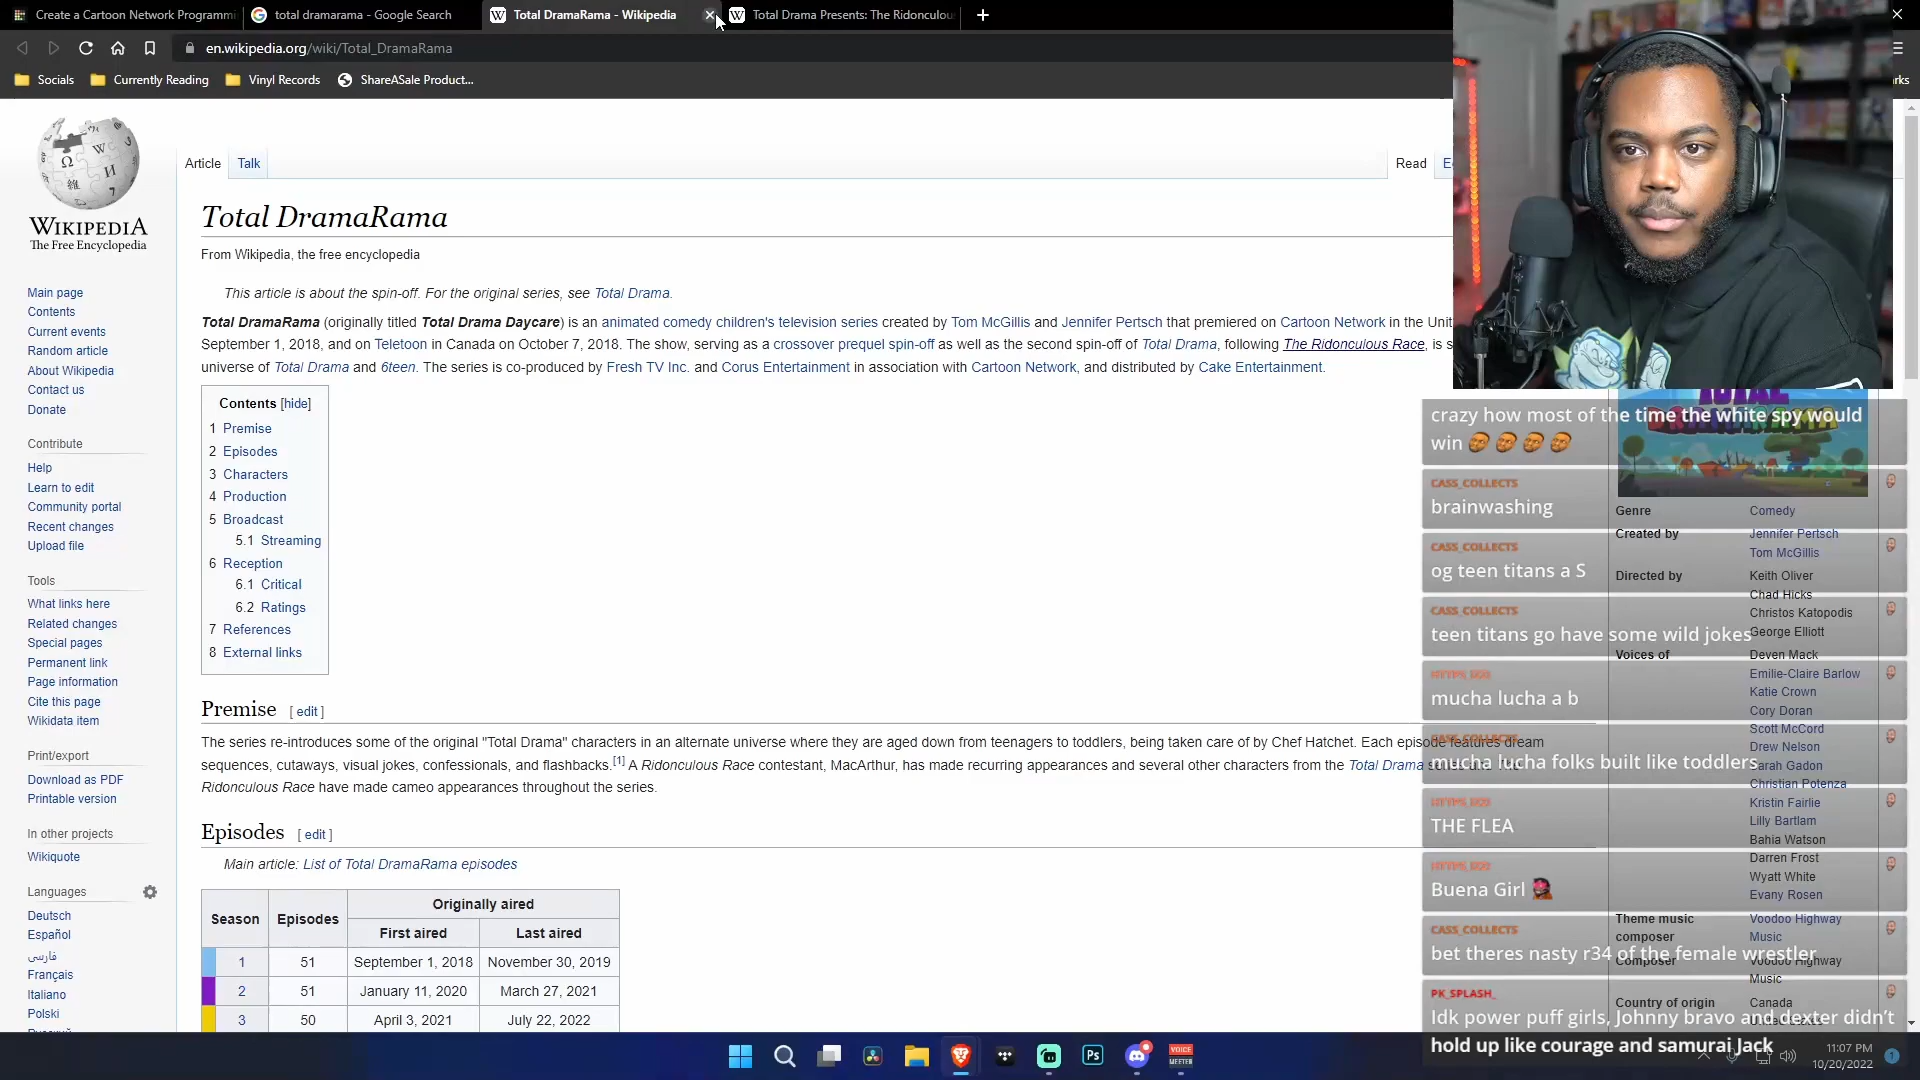 Create a Cartoon Network Programmi
total dramarama - Google Search
Total DramaRama - Wikipedia
Total Drama Presents: The Ridonculou
en.wikipedia.org/wiki/Total_DramaRama
Socials
Currently Reading
Vinyl Records
ShareASale Product...
rks
WIKIPEDIA
The Free Encyclopedia
Main page
Contents
Current events
Random article
About Wikipedia
Contact us
Donate
Contribute
Help
Learn to edit
Community portal
Recent changes
Upload file
Tools
What links here
Related changes
Special pages
Permanent link
Page information
Cite this page
Wikidata item
Print/export
Download as PDF
Printable version
In other projects
Wikiquote
Languages
Deutsch
Español
فارسی
Français
Italiano
Polski
Article
Talk
Read
Total DramaRama
From Wikipedia, the free encyclopedia
This article is about the spin-off. For the original series, see Total Drama.
Total DramaRama (originally titled Total Drama Daycare) is an animated comedy children's television series created by Tom McGillis and Jennifer Pertsch that premiered on Cartoon Network in the Unit
September 1, 2018, and on Teletoon in Canada on October 7, 2018. The show, serving as a crossover prequel spin-off as well as the second spin-off of Total Drama, following The Ridonculous Race, is s
universe of Total Drama and 6teen. The series is co-produced by Fresh TV Inc. and Corus Entertainment in association with Cartoon Network, and distributed by Cake Entertainment.
Contents [hide]
1 Premise
2 Episodes
3 Characters
4 Production
5 Broadcast
5.1 Streaming
6 Reception
6.1 Critical
6.2 Ratings
7 References
8 External links
Premise [ edit ]
The series re-introduces some of the original "Total Drama" characters in an alternate universe where they are aged down from teenagers to toddlers, being taken care of by Chef Hatchet. Each episode features dream
sequences, cutaways, visual jokes, confessionals, and flashbacks.[1] A Ridonculous Race contestant, MacArthur, has made recurring appearances and several other characters from the Total Drama
Ridonculous Race have made cameo appearances throughout the series.
Episodes [ edit ]
Main article: List of Total DramaRama episodes
Season Episodes Originally aired
First aired Last aired
1 51 September 1, 2018 November 30, 2019
2 51 January 11, 2020 March 27, 2021
3 50 April 3, 2021 July 22, 2022
crazy how most of the time the white spy would
win
CASS_COLLECTS
brainwashing
CASS_COLLECTS
og teen titans a S
CASS_COLLECTS
teen titans go have some wild jokes
mucha lucha a b
CASS_COLLECTS
mucha lucha folks built like toddlers
THE FLEA
Buena Girl
CASS_COLLECTS
bet theres nasty r34 of the female wrestler
PK_SPLASH_
Idk power puff girls, Johnny bravo and dexter didn't
hold up like courage and samurai Jack
TOTAL
DRAMARAMA
Genre Comedy
Created by Jennifer Pertsch
Tom McGillis
Directed by Keith Oliver
Chad Hicks
Christos Katopodis
George Elliott
Voices of Deven Mack
Emilie-Claire Barlow
Katie Crown
Cory Doran
Scott McCord
Drew Nelson
Sarah Gadon
Christian Potenza
Kristin Fairlie
Lilly Bartlam
Bahia Watson
Darren Frost
Wyatt White
Evany Rosen
Theme music
composer
Voodoo Highway
Music
Composer Voodoo Highway
Music
Country of origin Canada
Ps
VOICE
MEETER
11:07 PM
10/20/2022